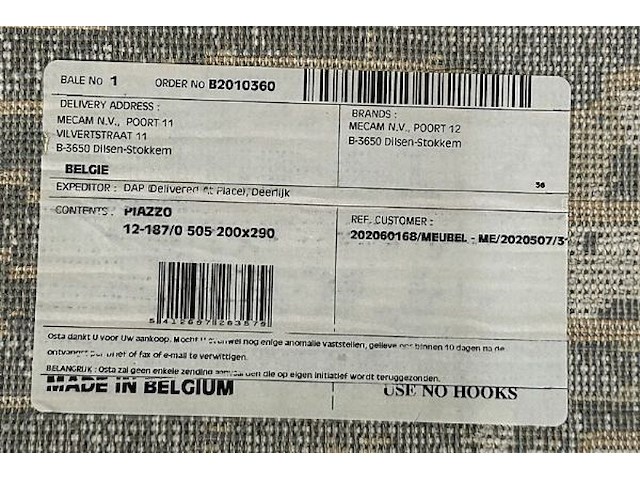 BALE No 1 ORDER No B2010360
DELIVERY ADDRESS :
MECAM N.V., POORT 11
VILVERTSTRAAT 11
B-3650 Dilsen-Stokkem
BELGIE
BRANDS :
MECAM N.V., POORT 12
B-3650 Dilsen-Stokkem
56
EXPEDITOR : DAP (Delivered At Place), Deerlijk
CONTENTS : PIAZZO
12-187/0 505 200x290
REF. CUSTOMER :
202060168/MEUBEL - ME/2020507/3
5 412697 263579
Osta dankt U voor Uw aankoop. Mocht U evenwel nog enige anomalie vaststellen, gelieve ons binnen 10 dagen na de
ontvangst per brief of fax of e-mail te verwittigen.
BELANGRIJK : Osta zal geen enkele zending aanvaarden die op eigen initiatief wordt teruggezonden.
MADE IN BELGIUM USE NO HOOKS